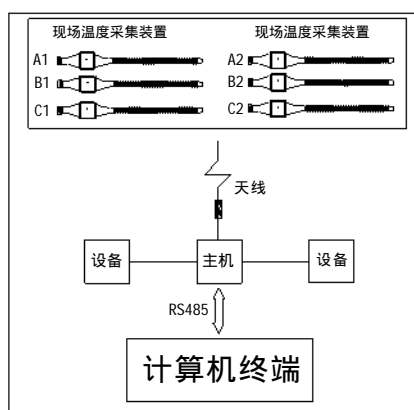 现场温度采集装置 现场温度采集装置
A1 A2
B1 B2
C1 C2
天线
设备 主机 设备
RS485
计算机终端